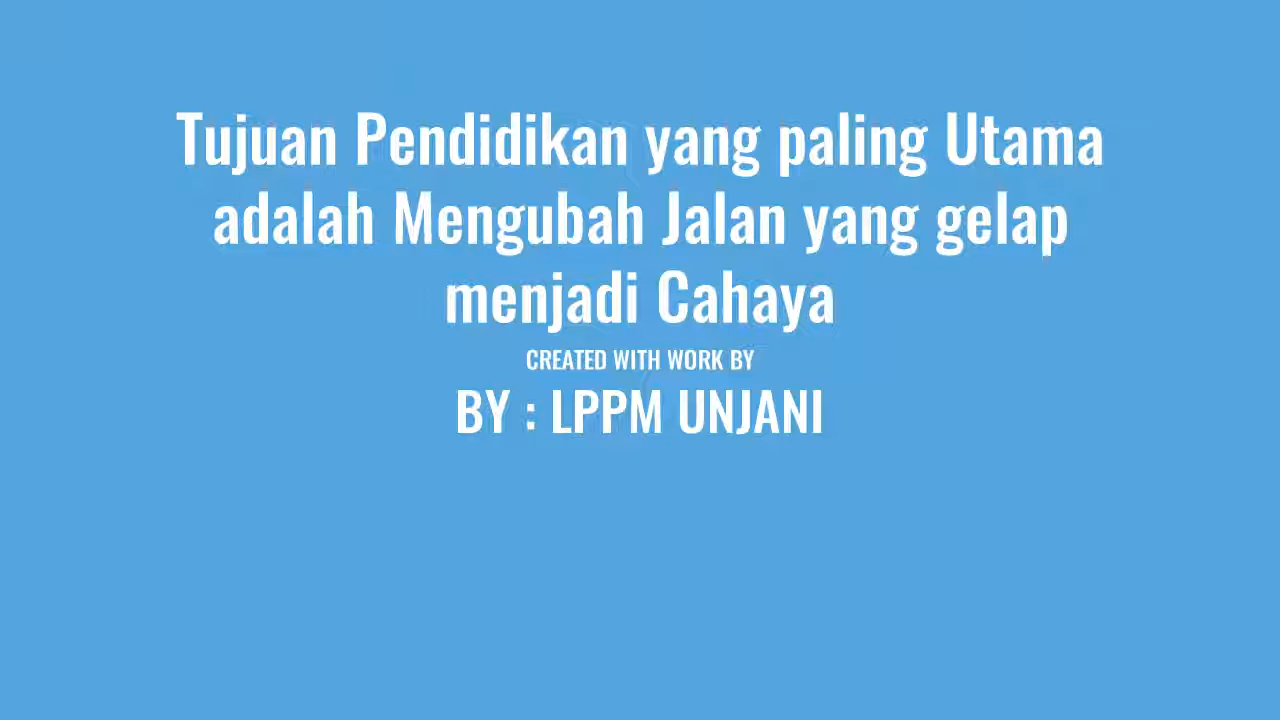 Tujuan Pendidikan yang paling Utama
adalah Mengubah Jalan yang gelap
menjadi Cahaya
CREATED WITH WORK BY
BY : LPPM UNJANI